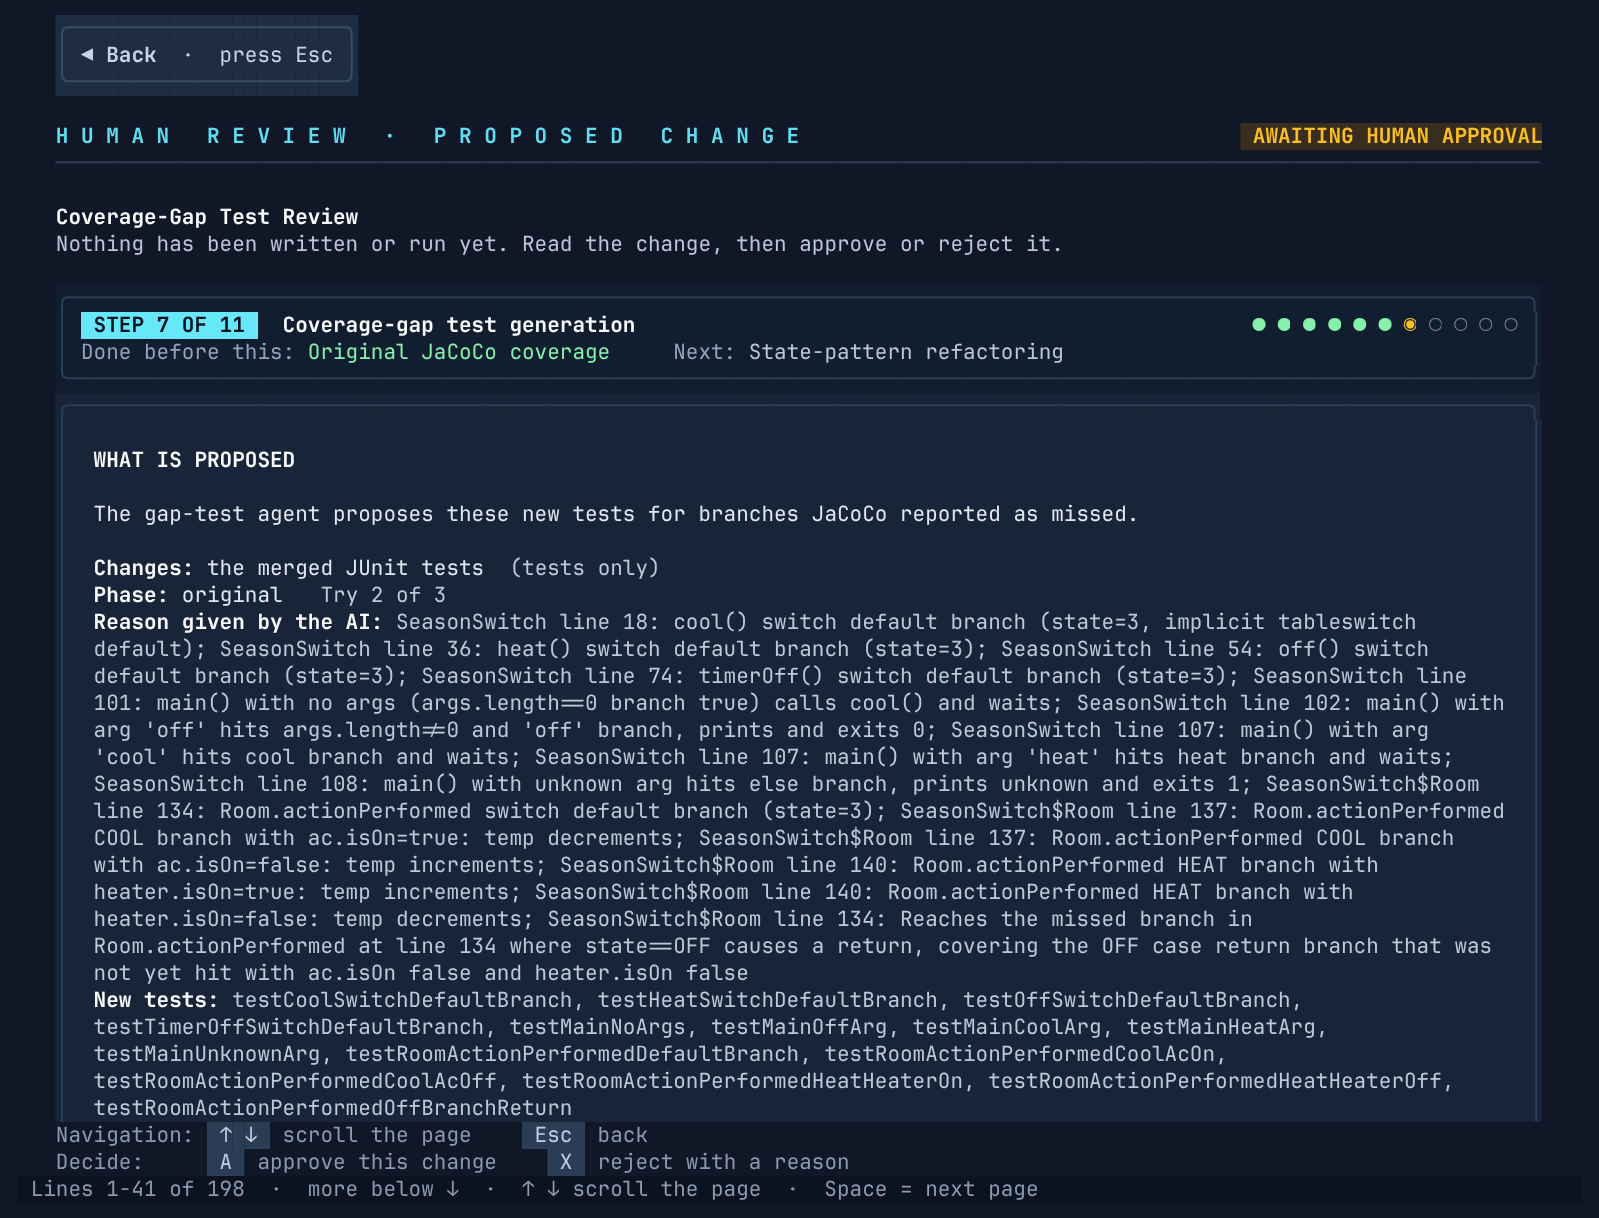 ◄ Back · press Esc
HUMAN REVIEW · PROPOSED CHANGE
AWAITING HUMAN APPROVAL
Coverage-Gap Test Review
Nothing has been written or run yet. Read the change, then approve or reject it.
STEP 7 OF 11 Coverage-gap test generation
Done before this: Original JaCoCo coverage Next: State-pattern refactoring
WHAT IS PROPOSED
The gap-test agent proposes these new tests for branches JaCoCo reported as missed.
Changes: the merged JUnit tests (tests only)
Phase: original Try 2 of 3
Reason given by the AI: SeasonSwitch line 18: cool() switch default branch (state=3, implicit tableswitch
default); SeasonSwitch line 36: heat() switch default branch (state=3); SeasonSwitch line 54: off() switch
default branch (state=3); SeasonSwitch line 74: timerOff() switch default branch (state=3); SeasonSwitch line
101: main() with no args (args.length==0 branch true) calls cool() and waits; SeasonSwitch line 102: main() with
arg 'off' hits args.length!=0 and 'off' branch, prints and exits 0; SeasonSwitch line 107: main() with arg
'cool' hits cool branch and waits; SeasonSwitch line 107: main() with arg 'heat' hits heat branch and waits;
SeasonSwitch line 108: main() with unknown arg hits else branch, prints unknown and exits 1; SeasonSwitch$Room
line 134: Room.actionPerformed switch default branch (state=3); SeasonSwitch$Room line 137: Room.actionPerformed
COOL branch with ac.isOn=true: temp decrements; SeasonSwitch$Room line 137: Room.actionPerformed COOL branch
with ac.isOn=false: temp increments; SeasonSwitch$Room line 140: Room.actionPerformed HEAT branch with
heater.isOn=true: temp increments; SeasonSwitch$Room line 140: Room.actionPerformed HEAT branch with
heater.isOn=false: temp decrements; SeasonSwitch$Room line 134: Reaches the missed branch in
Room.actionPerformed at line 134 where state==OFF causes a return, covering the OFF case return branch that was
not yet hit with ac.isOn false and heater.isOn false
New tests: testCoolSwitchDefaultBranch, testHeatSwitchDefaultBranch, testOffSwitchDefaultBranch,
testTimerOffSwitchDefaultBranch, testMainNoArgs, testMainOffArg, testMainCoolArg, testMainHeatArg,
testMainUnknownArg, testRoomActionPerformedDefaultBranch, testRoomActionPerformedCoolAcOn,
testRoomActionPerformedCoolAcOff, testRoomActionPerformedHeatHeaterOn, testRoomActionPerformedHeatHeaterOff,
testRoomActionPerformedOffBranchReturn
Navigation: ↑ ↓ scroll the page Esc back
Decide: A approve this change X reject with a reason
Lines 1-41 of 198 · more below ↓ · ↑ ↓ scroll the page · Space = next page